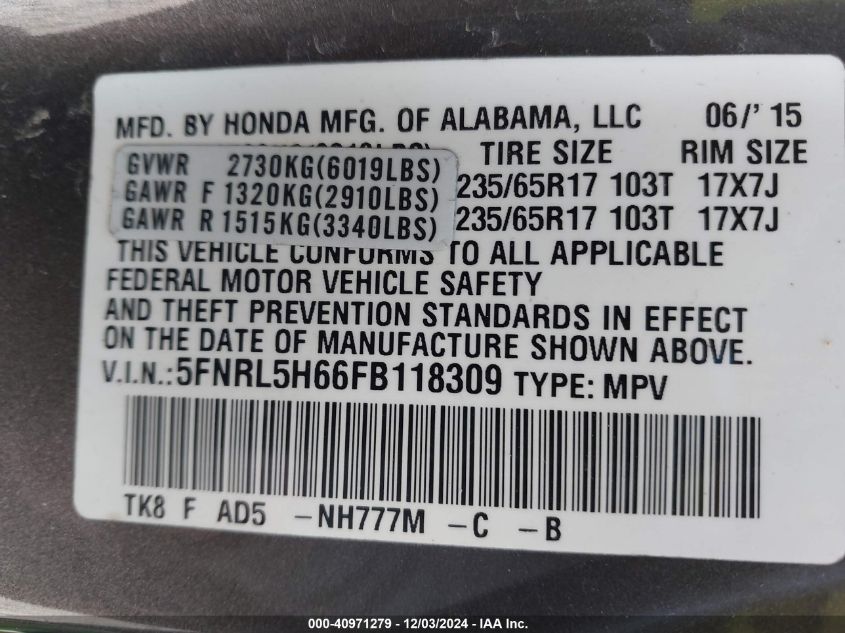 MFD. BY HONDA MFG. OF ALABAMA, LLC 06/'15
TIRE SIZE RIM SIZE
GVWR 2730KG(6019LBS)
GAWR F 1320KG(2910LBS) 235/65R17 103T 17X7J
GAWR R 1515KG(3340LBS) 235/65R17 103T 17X7J
THIS VEHICLE CONFORMS TO ALL APPLICABLE
FEDERAL MOTOR VEHICLE SAFETY
AND THEFT PREVENTION STANDARDS IN EFFECT
ON THE DATE OF MANUFACTURE SHOWN ABOVE.
V.I.N.:5FNRL5H66FB118309 TYPE: MPV
TK8 F AD5 -NH777M -C -B
000-40971279 - 12/03/2024 - IAA Inc.